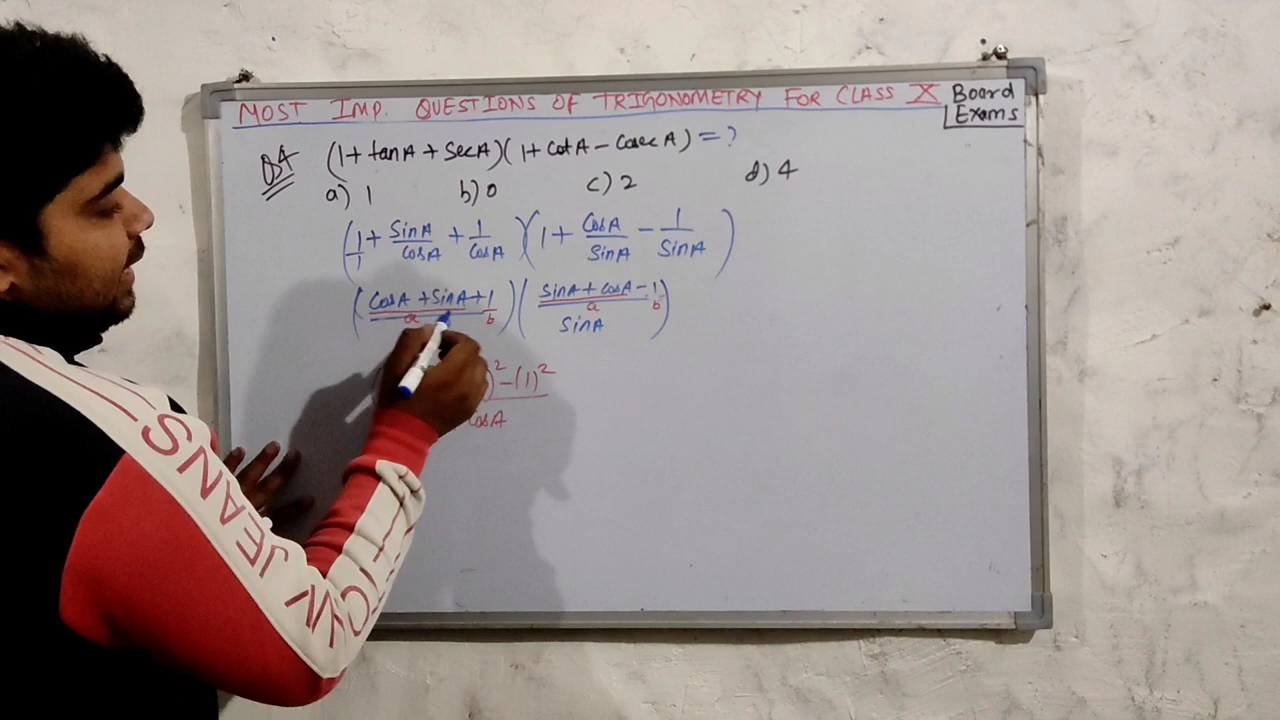 MOST IMP. QUESTIONS OF TRIGONOMETRY FOR CLASS X Board Exams
Q4 (1+tanA+SecA)(1+CotA-CosecA)=?
a) 1 b) 0 c) 2 d) 4
(1/1 + SinA/CosA + 1/CosA)(1 + CosA/SinA - 1/SinA)
(CosA+SinA+1)(SinA+CosA-1/SinA)
a b a b
)²-(1)²
CosA
JEANS